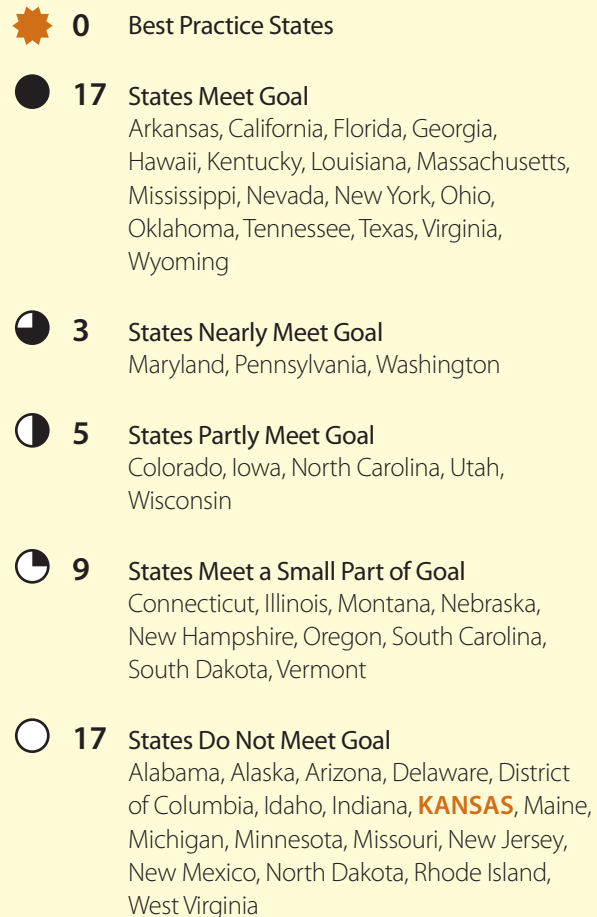 0 Best Practice States
17 States Meet Goal
Arkansas, California, Florida, Georgia,
Hawaii, Kentucky, Louisiana, Massachusetts,
Mississippi, Nevada, New York, Ohio,
Oklahoma, Tennessee, Texas, Virginia,
Wyoming
3 States Nearly Meet Goal
Maryland, Pennsylvania, Washington
5 States Partly Meet Goal
Colorado, Iowa, North Carolina, Utah,
Wisconsin
9 States Meet a Small Part of Goal
Connecticut, Illinois, Montana, Nebraska,
New Hampshire, Oregon, South Carolina,
South Dakota, Vermont
17 States Do Not Meet Goal
Alabama, Alaska, Arizona, Delaware, District
of Columbia, Idaho, Indiana, KANSAS, Maine,
Michigan, Minnesota, Missouri, New Jersey,
New Mexico, North Dakota, Rhode Island,
West Virginia